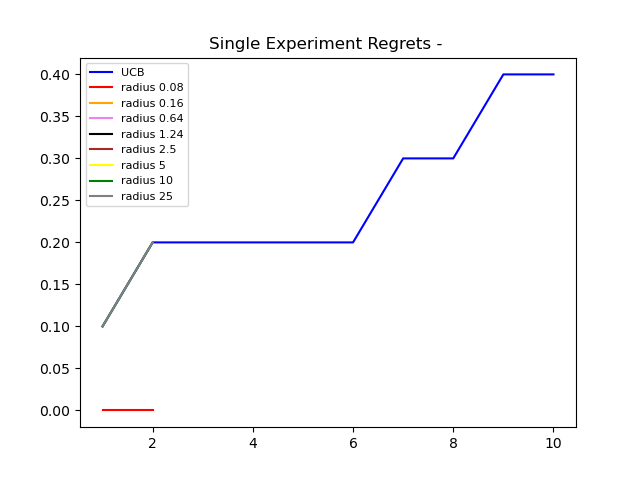 Single Experiment Regrets -
UCB
radius 0.08
radius 0.16
radius 0.64
radius 1.24
radius 2.5
radius 5
radius 10
radius 25
0.40
0.35
0.30
0.25
0.20
0.15
0.10
0.05
0.00
2 4 6 8 10